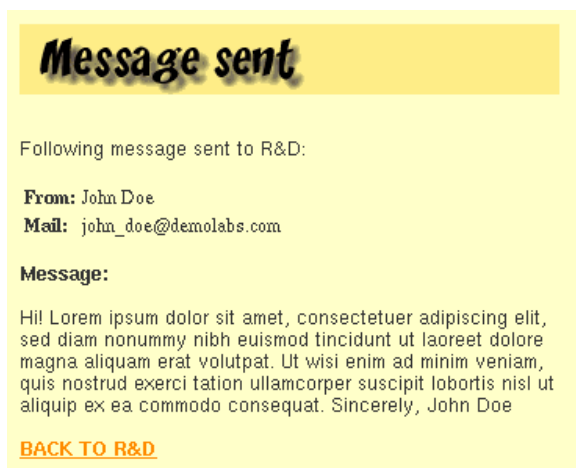 Message sent
Following message sent to R&D:
From: John Doe
Mail: john_doe@demolabs.com
Message:
Hi! Lorem ipsum dolor sit amet, consectetuer adipiscing elit,
sed diam nonummy nibh euismod tincidunt ut laoreet dolore
magna aliquam erat volutpat. Ut wisi enim ad minim veniam,
quis nostrud exerci tation ullamcorper suscipit lobortis nisl ut
aliquip ex ea commodo consequat. Sincerely, John Doe
BACK TO R&D